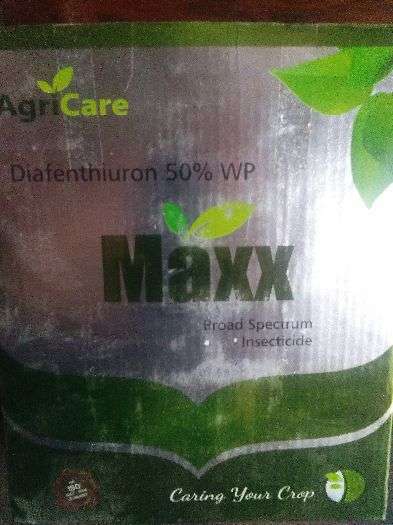 AgriCare
Diafenthiuron 50% WP
Maxx
Broad Spectrum
Insecticide
Caring Your Crop